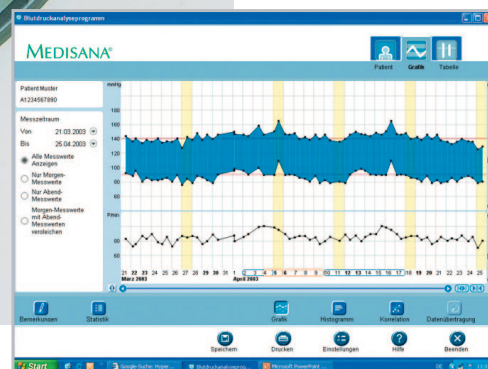 Blutdruckanalyseprogramm
MEDISANA®
Patient Grafik Tabelle
Patient Muster
A1234567890
Messzeitraum
Von 21.03.2003
Bis 25.04.2003
Alle Messwerte
Anzeigen
Nur Morgen-
Messwerte
Nur Abend-
Messwerte
Morgen-Messwerte
mit Abend-
Messwerten
vergleichen
mmHg
180
160
140
120
100
80
P/min
80
60
21 22 23 24 25 26 27 28 29 30 31 1 2 3 4 5 6 7 8 9 10 11 12 13 14 15 16 17 18 19 20 21 22 23 24 25
März 2003 April 2003
Bemerkungen Statistik Grafik Histogramm Korrelation Datenübertragung
Speichern Drucken Einstellungen Hilfe Beenden
Start Google-Suche: Hyper... Blutdruckanalyseprog... Microsoft PowerPoint ...